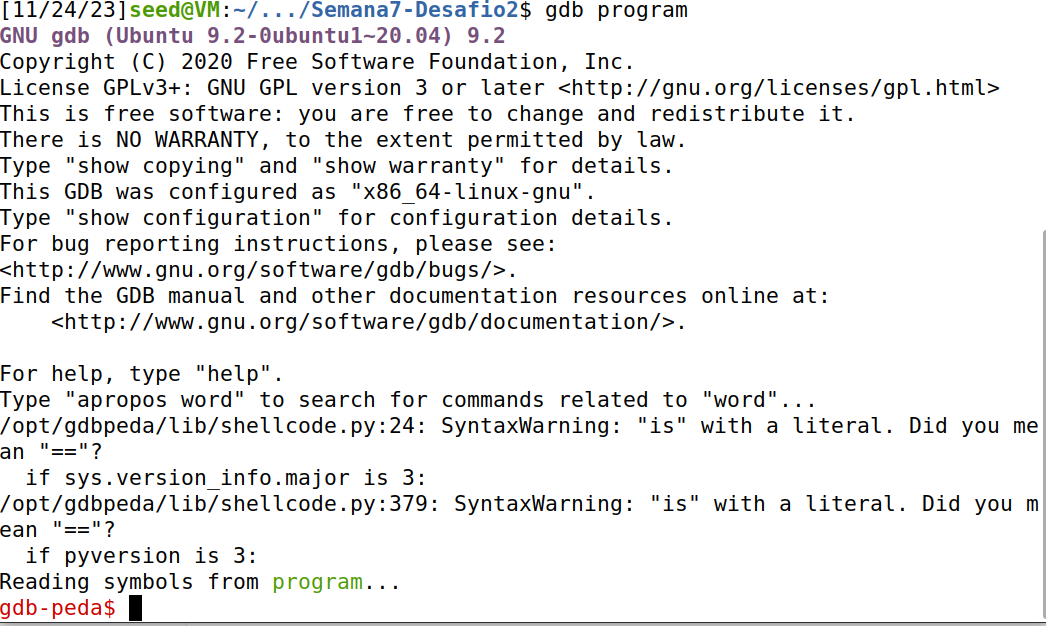 [11/24/23]seed@VM:~/.../Semana7-Desafio2$ gdb program
GNU gdb (Ubuntu 9.2-0ubuntu1~20.04) 9.2
Copyright (C) 2020 Free Software Foundation, Inc.
License GPLv3+: GNU GPL version 3 or later <http://gnu.org/licenses/gpl.html>
This is free software: you are free to change and redistribute it.
There is NO WARRANTY, to the extent permitted by law.
Type "show copying" and "show warranty" for details.
This GDB was configured as "x86_64-linux-gnu".
Type "show configuration" for configuration details.
For bug reporting instructions, please see:
<http://www.gnu.org/software/gdb/bugs/>.
Find the GDB manual and other documentation resources online at:
    <http://www.gnu.org/software/gdb/documentation/>.

For help, type "help".
Type "apropos word" to search for commands related to "word"...
/opt/gdbpeda/lib/shellcode.py:24: SyntaxWarning: "is" with a literal. Did you me
an "=="?
  if sys.version_info.major is 3:
/opt/gdbpeda/lib/shellcode.py:379: SyntaxWarning: "is" with a literal. Did you m
ean "=="?
  if pyversion is 3:
Reading symbols from program...
gdb-peda$